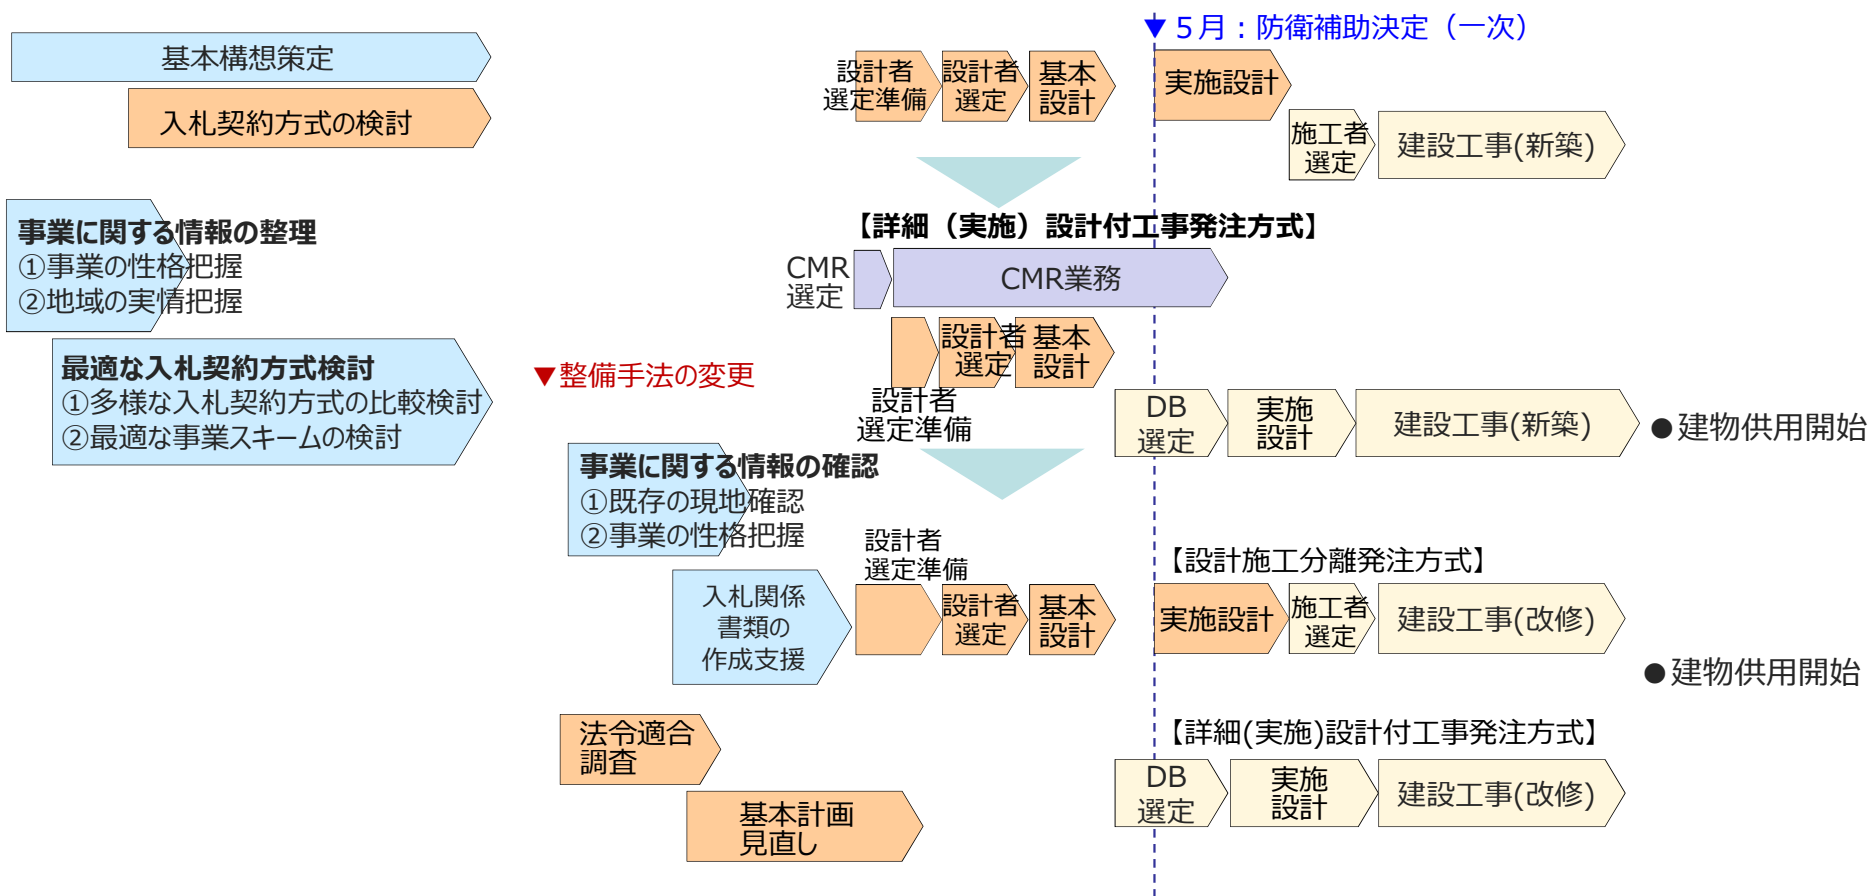 ▼５月：防衛補助決定（一次）
基本構想策定
入札契約方式の検討
設計者
選定準備
設計者
選定
基本
設計
実施設計
施工者
選定
建設工事(新築)
事業に関する情報の整理
①事業の性格把握
②地域の実情把握
【詳細（実施）設計付工事発注方式】
CMR
選定
CMR業務
設計者
選定
基本
設計
設計者
選定準備
最適な入札契約方式検討
①多様な入札契約方式の比較検討
②最適な事業スキームの検討
▼整備手法の変更
DB
選定
実施
設計
建設工事(新築)
●建物供用開始
事業に関する情報の確認
①既存の現地確認
②事業の性格把握
設計者
選定準備
【設計施工分離発注方式】
入札関係
書類の
作成支援
設計者
選定
基本
設計
実施設計
施工者
選定
建設工事(改修)
●建物供用開始
法令適合
調査
【詳細(実施)設計付工事発注方式】
DB
選定
実施
設計
建設工事(改修)
基本計画
見直し